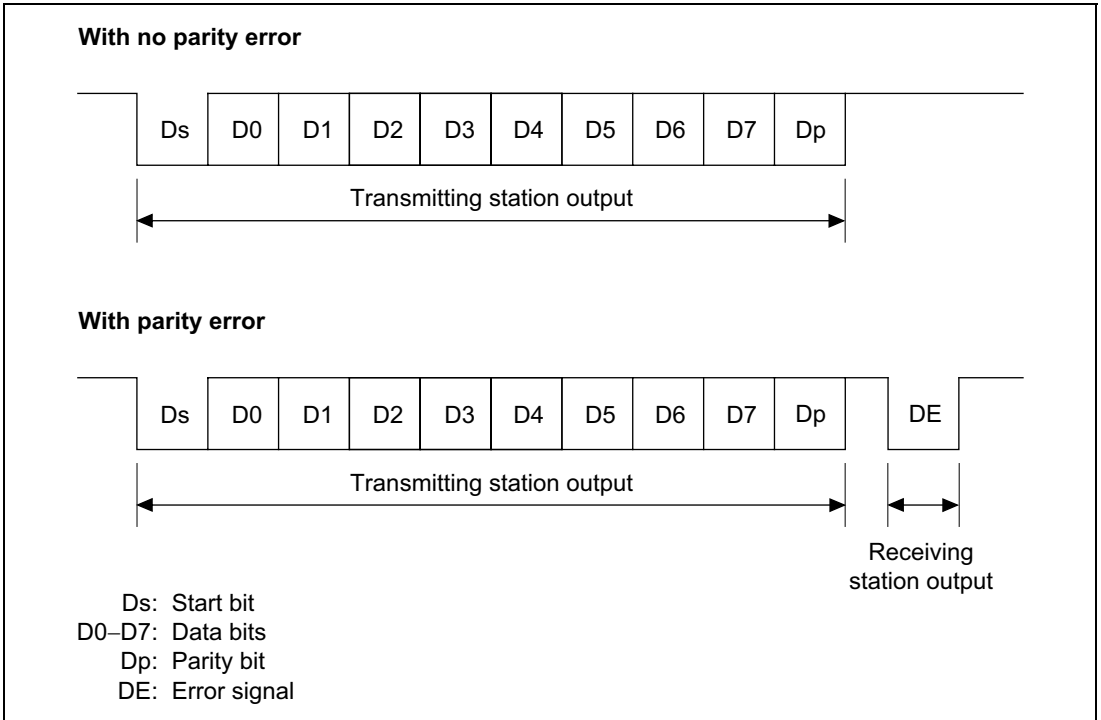 With no parity error
Ds D0 D1 D2 D3 D4 D5 D6 D7 Dp
Transmitting station output
With parity error
Ds D0 D1 D2 D3 D4 D5 D6 D7 Dp DE
Transmitting station output
Receiving
station output
Ds: Start bit
D0–D7: Data bits
Dp: Parity bit
DE: Error signal